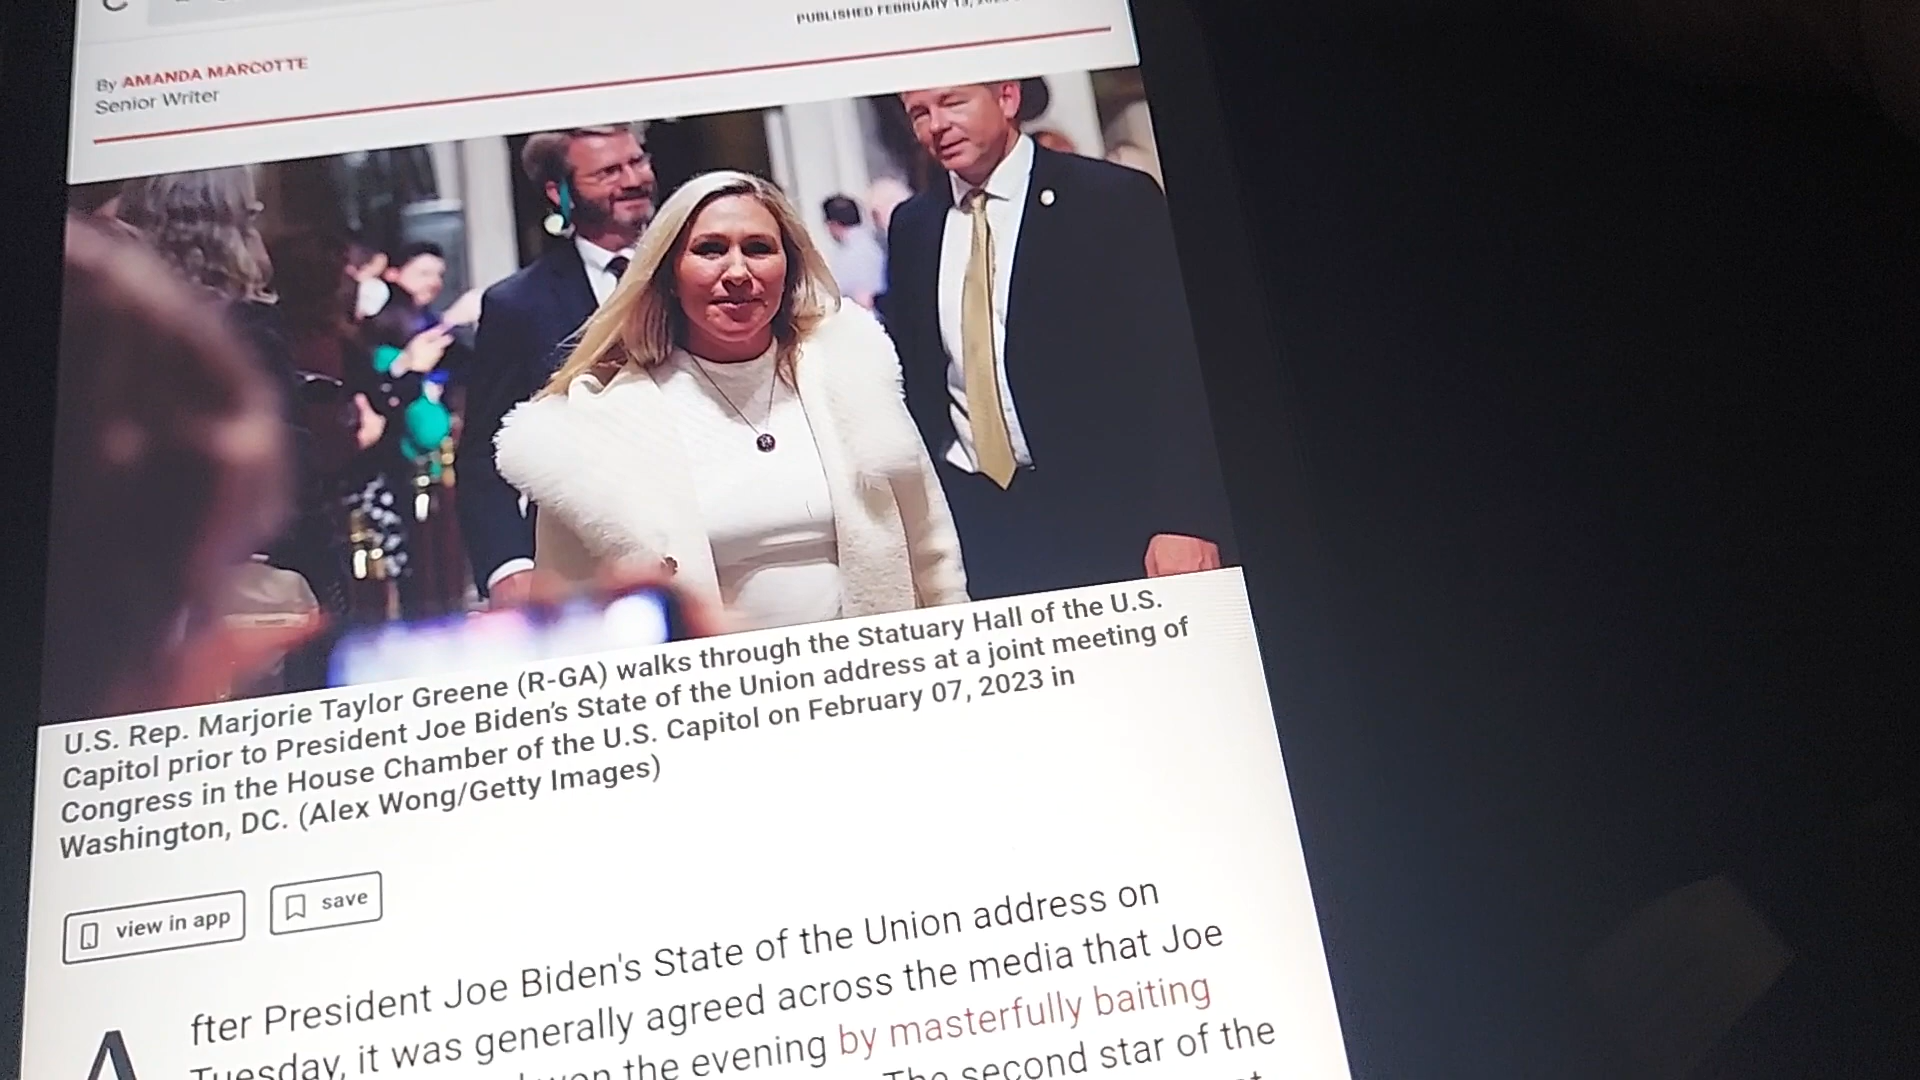 PUBLISHED FEBRUARY 13,
By AMANDA MARCOTTE
Senior Writer
U.S. Rep. Marjorie Taylor Greene (R-GA) walks through the Statuary Hall of the U.S.
Capitol prior to President Joe Biden's State of the Union address at a joint meeting of
Congress in the House Chamber of the U.S. Capitol on February 07, 2023 in
Washington, DC. (Alex Wong/Getty Images)
view in app
save
After President Joe Biden's State of the Union address on
Tuesday, it was generally agreed across the media that Joe
the evening by masterfully baiting
The second star of the